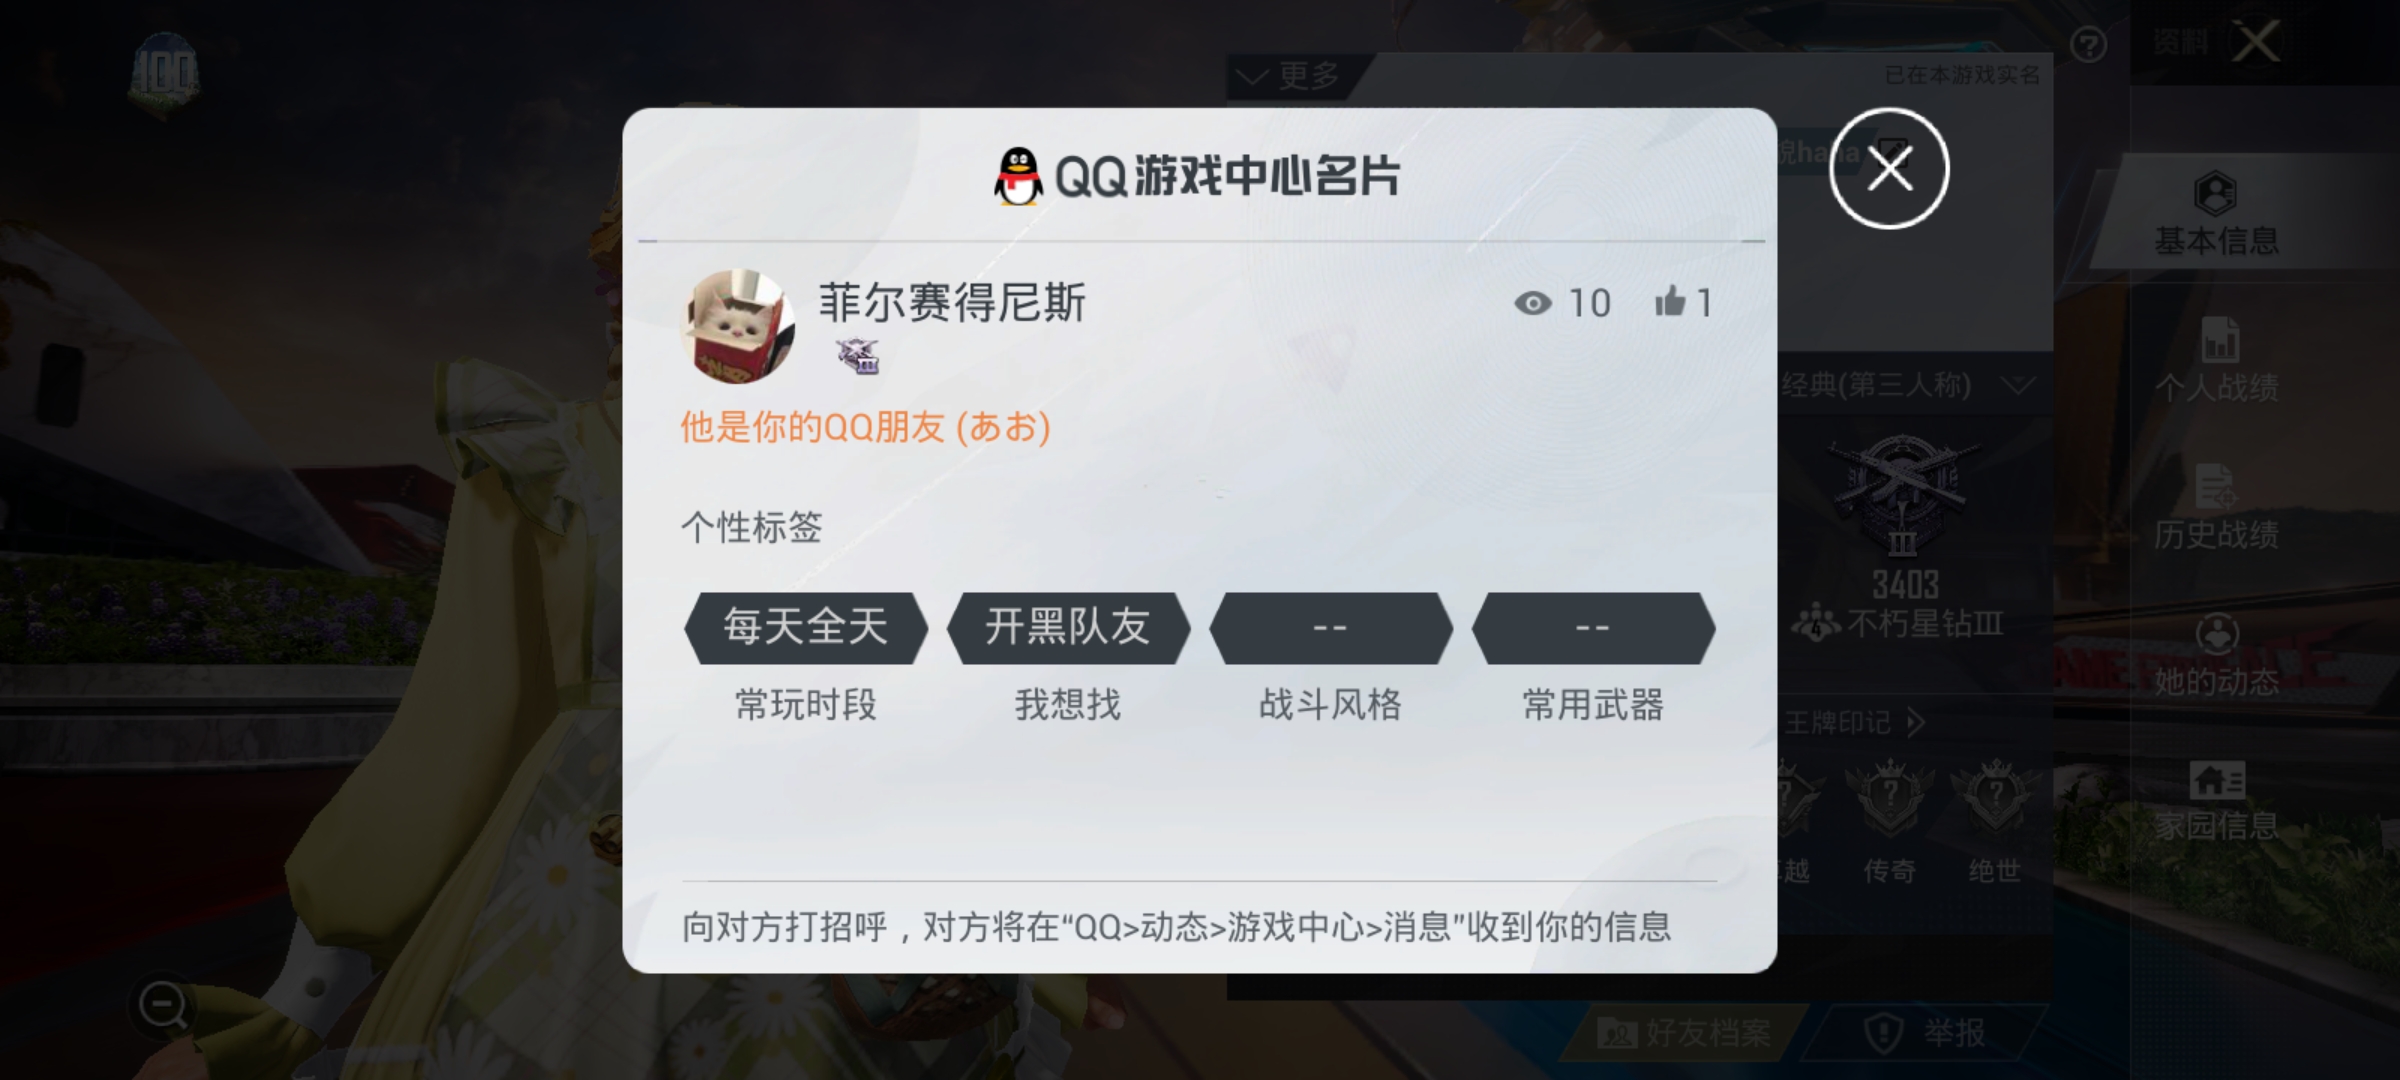 100
更多
已在本游戏实名
资料
haha
QQ游戏中心名片
菲尔赛得尼斯
10
1
他是你的QQ朋友 (あお)
个性标签
每天全天
开黑队友
--
--
常玩时段
我想找
战斗风格
常用武器
向对方打招呼，对方将在“QQ>动态>游戏中心>消息”收到你的信息
经典(第三人称)
III
3403
不朽星钻III
王牌印记
越
传奇
绝世
基本信息
个人战绩
历史战绩
她的动态
家园信息
好友档案
举报